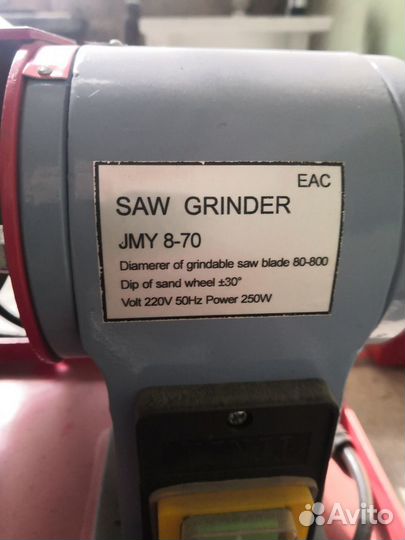 EAC
SAW GRINDER
JMY 8-70
Diamerer of grindable saw blade 80-800
Dip of sand wheel ±30°
Volt 220V 50Hz Power 250W
Avito